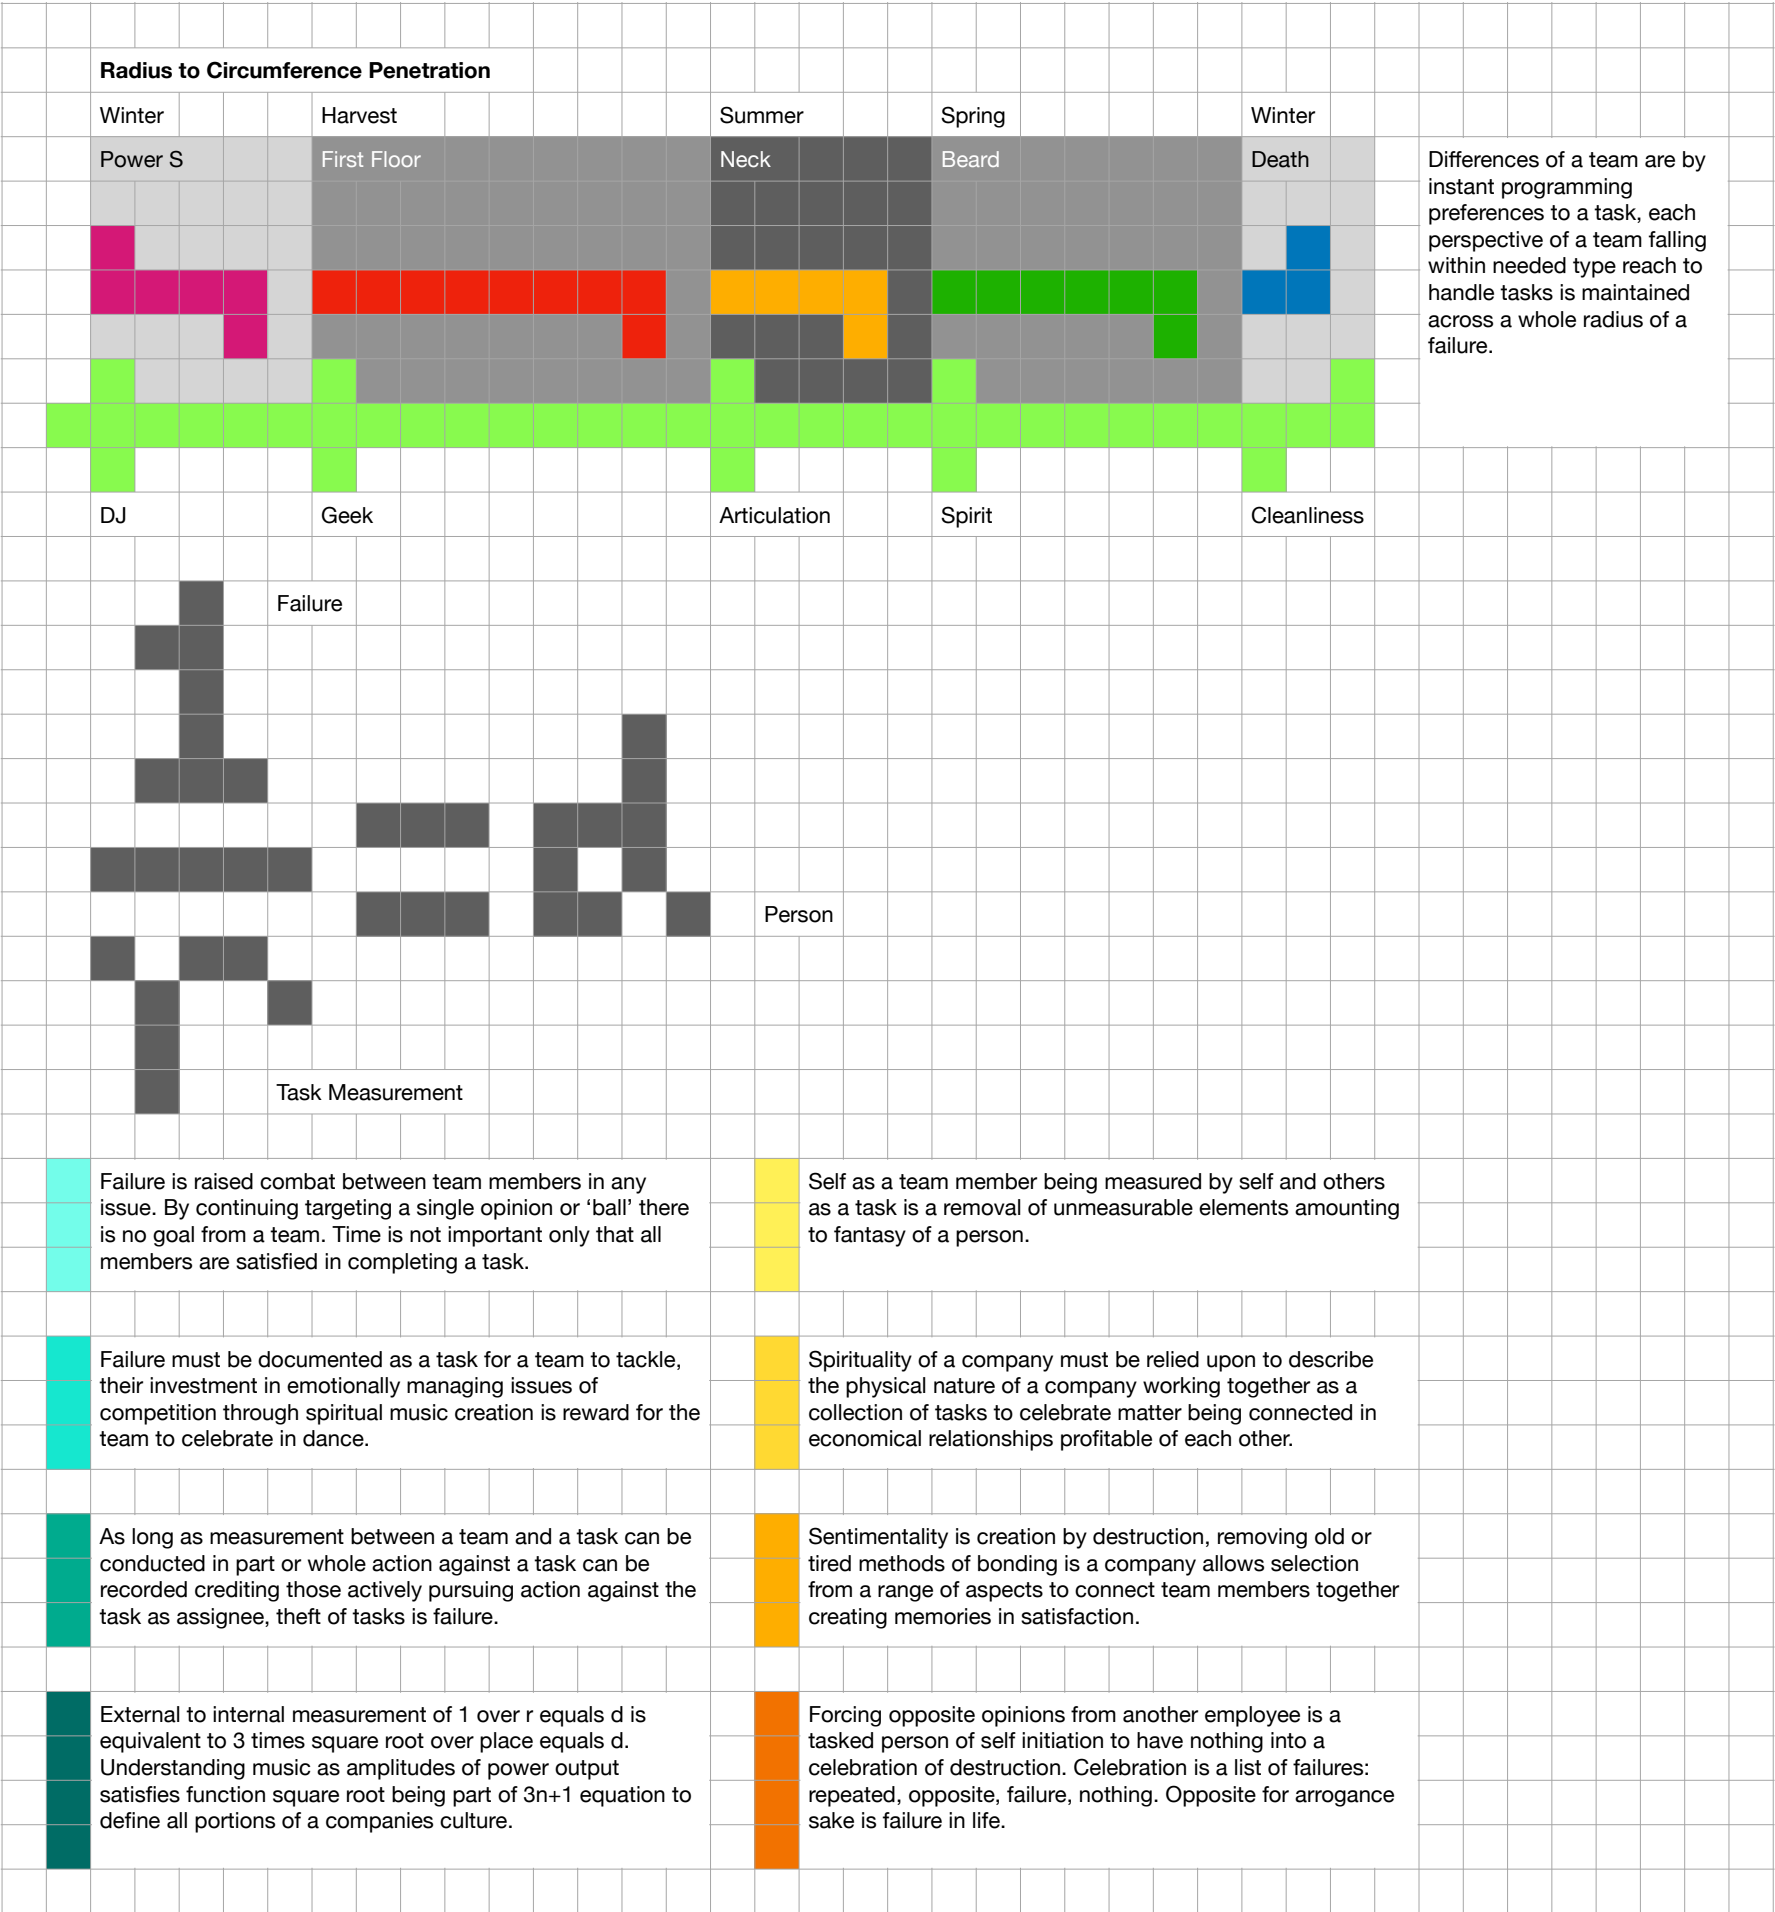 Radius to Circumference Penetration
Winter Harvest Summer Spring Winter
Power S First Floor Neck Beard Death
Differences of a team are by
instant programming
preferences to a task, each
perspective of a team falling
within needed type reach to
handle tasks is maintained
across a whole radius of a
failure.
DJ Geek Articulation Spirit Cleanliness
Failure
Person
Task Measurement
Failure is raised combat between team members in any
issue. By continuing targeting a single opinion or ‘ball’ there
is no goal from a team. Time is not important only that all
members are satisfied in completing a task.
Self as a team member being measured by self and others
as a task is a removal of unmeasurable elements amounting
to fantasy of a person.
Failure must be documented as a task for a team to tackle,
their investment in emotionally managing issues of
competition through spiritual music creation is reward for the
team to celebrate in dance.
Spirituality of a company must be relied upon to describe
the physical nature of a company working together as a
collection of tasks to celebrate matter being connected in
economical relationships profitable of each other.
As long as measurement between a team and a task can be
conducted in part or whole action against a task can be
recorded crediting those actively pursuing action against the
task as assignee, theft of tasks is failure.
Sentimentality is creation by destruction, removing old or
tired methods of bonding is a company allows selection
from a range of aspects to connect team members together
creating memories in satisfaction.
External to internal measurement of 1 over r equals d is
equivalent to 3 times square root over place equals d.
Understanding music as amplitudes of power output
satisfies function square root being part of 3n+1 equation to
define all portions of a companies culture.
Forcing opposite opinions from another employee is a
tasked person of self initiation to have nothing into a
celebration of destruction. Celebration is a list of failures:
repeated, opposite, failure, nothing. Opposite for arrogance
sake is failure in life.